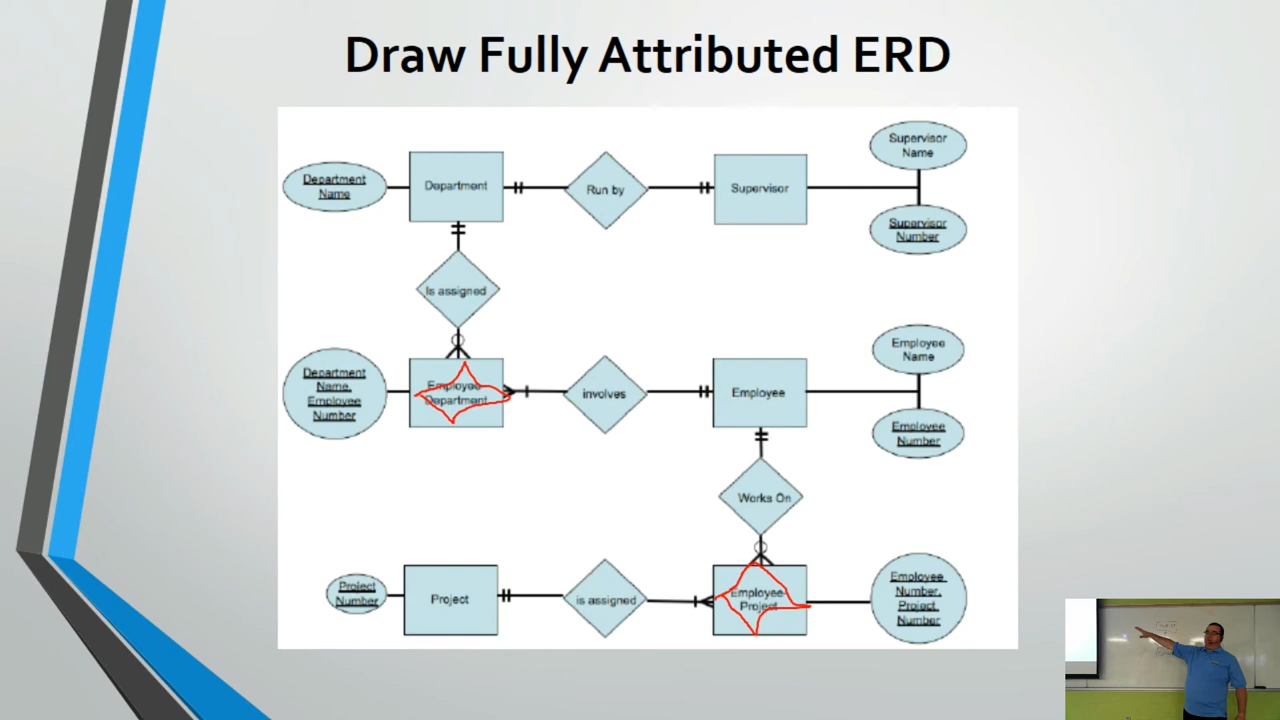 Draw Fully Attributed ERD
Supervisor
Name
Department
Name
Department
Run by
Supervisor
Supervisor
Number
Is assigned
Employee
Name
Department
Name,
Employee
Number
Employee
Department
involves
Employee
Employee
Number
Works On
Project
Number
Project
is assigned
Employee
Project
Employee
Number,
Project
Number